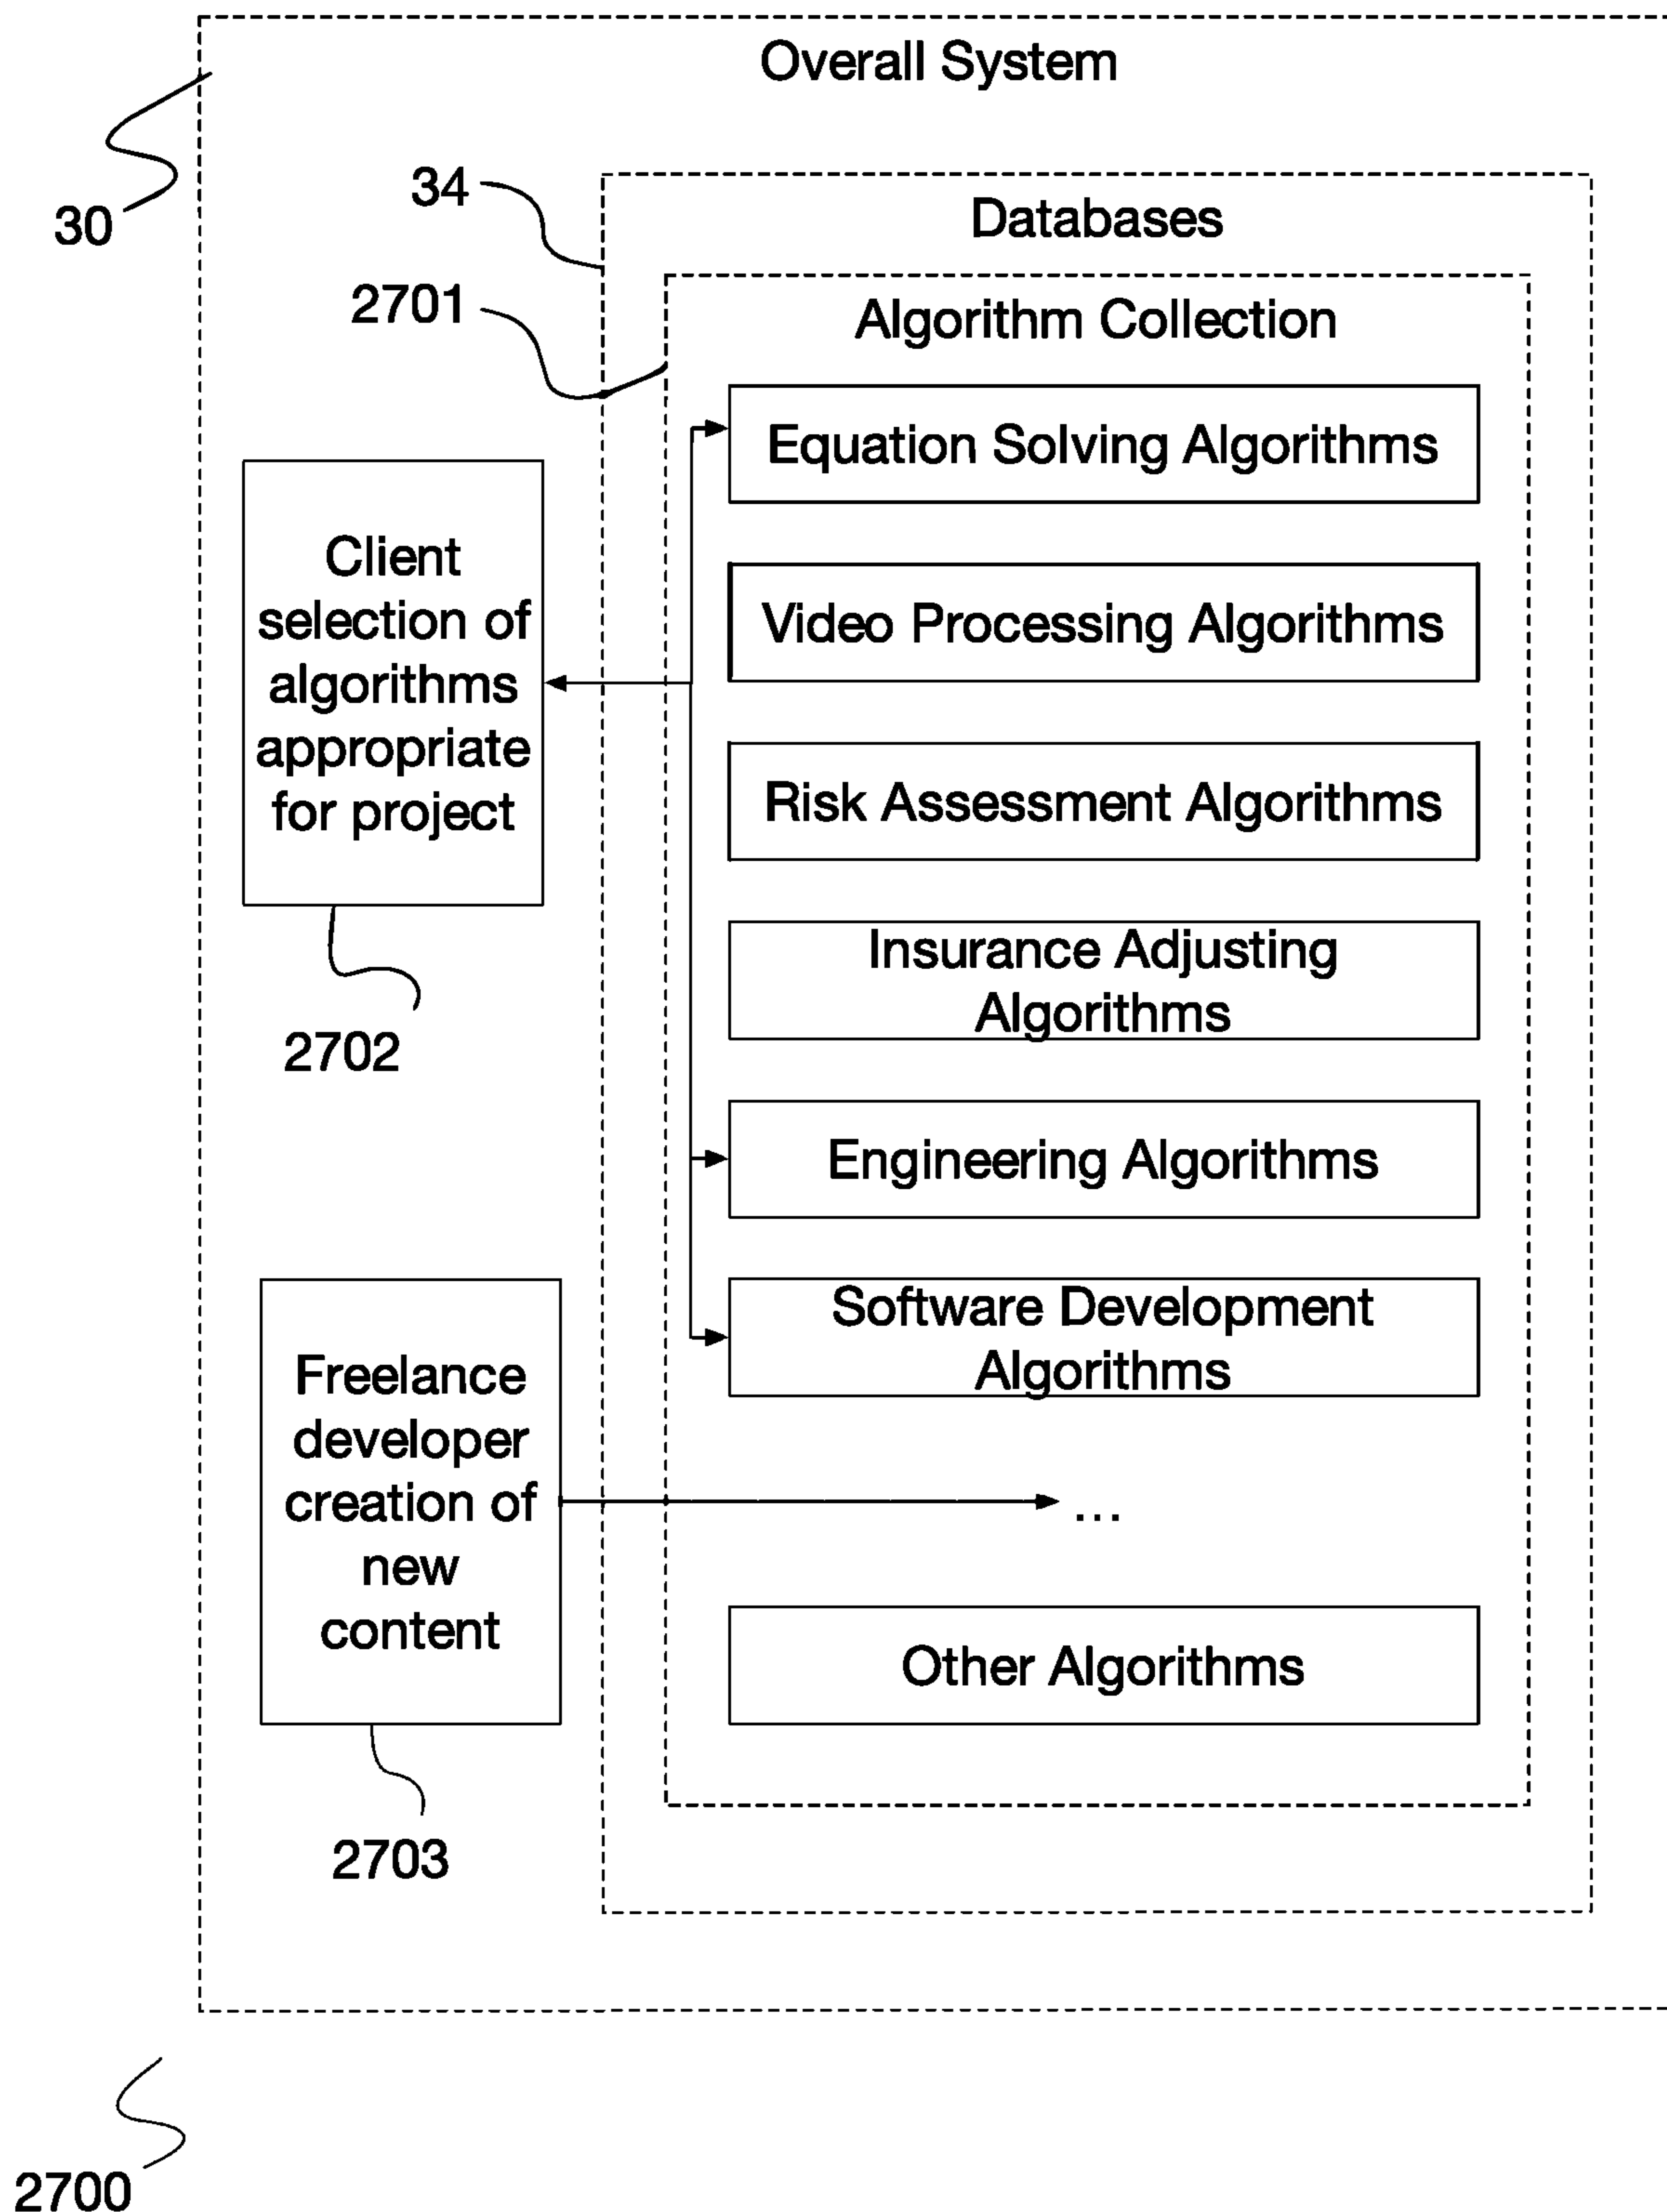 Overall System
30
34
Databases
2701
Algorithm Collection
Equation Solving Algorithms
Client
selection of
algorithms
appropriate
for project
Video Processing Algorithms
Risk Assessment Algorithms
Insurance Adjusting
Algorithms
2702
Engineering Algorithms
Software Development
Algorithms
Freelance
developer
creation of
new
content
...
Other Algorithms
2703
2700